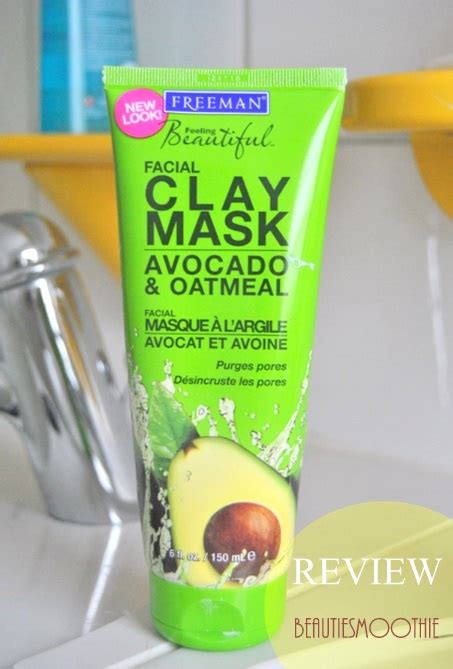 NEW
LOOK!
FREEMAN
Feeling
Beautiful
FACIAL
CLAY
MASK
AVOCADO
& OATMEAL
FACIAL
MASQUE À L'ARGILE
AVOCAT ET AVOINE
Purges pores
Désincruste les pores
6 fl. oz. / 150 mL e
REVIEW
BEAUTIESMOOTHIE